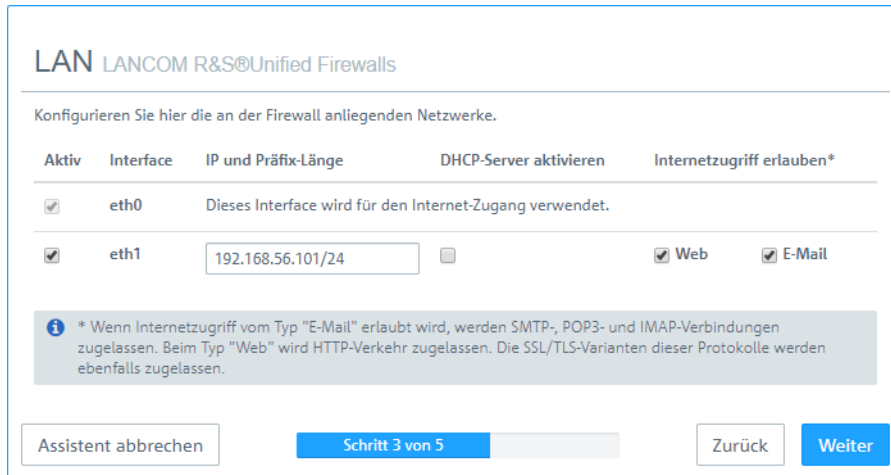 LAN LANCOM R&S®Unified Firewalls
Konfigurieren Sie hier die an der Firewall anliegenden Netzwerke.
Aktiv Interface IP und Präfix-Länge DHCP-Server aktivieren Internetzugriff erlauben*
eth0 Dieses Interface wird für den Internet-Zugang verwendet.
eth1 192.168.56.101/24 Web E-Mail
* Wenn Internetzugriff vom Typ "E-Mail" erlaubt wird, werden SMTP-, POP3- und IMAP-Verbindungen
zugelassen. Beim Typ "Web" wird HTTP-Verkehr zugelassen. Die SSL/TLS-Varianten dieser Protokolle werden
ebenfalls zugelassen.
Assistent abbrechen Schritt 3 von 5 Zurück Weiter